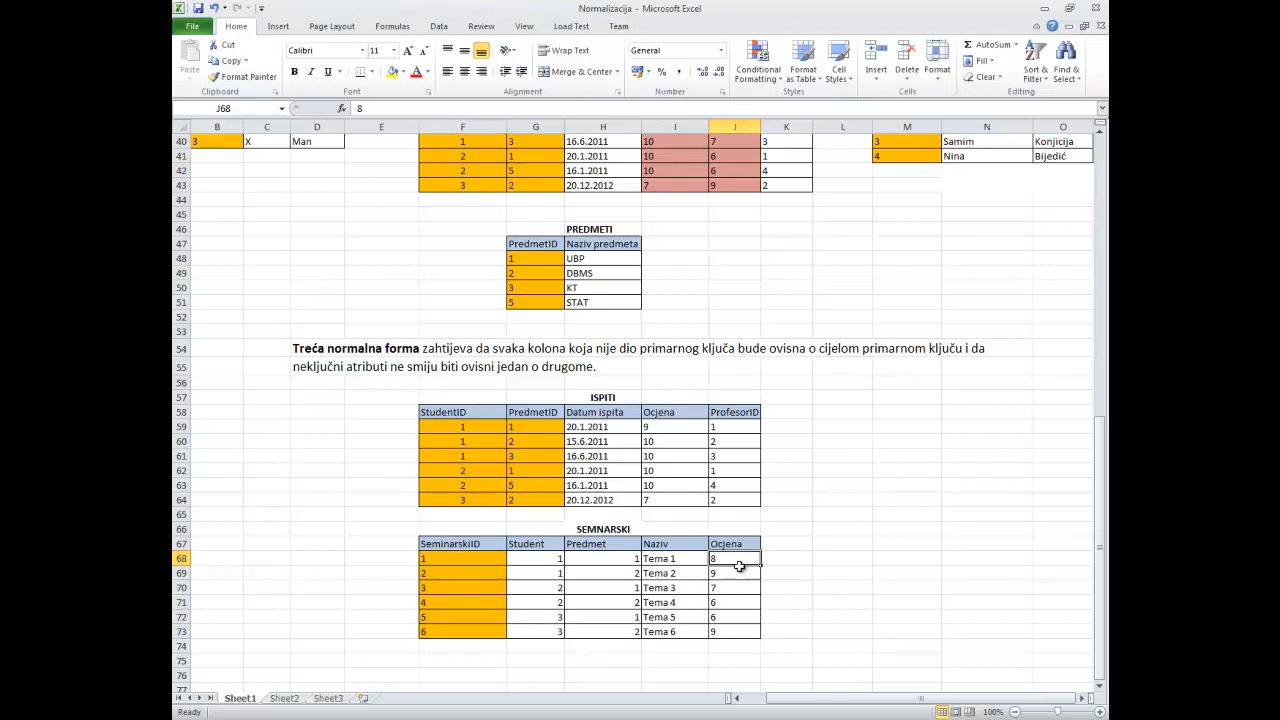 Normalizacija - Microsoft Excel
File Home Insert Page Layout Formulas Data Review View Load Test Team
Paste Cut Copy Format Painter Clipboard
Calibri 11 B I U Font
Wrap Text Merge & Center Alignment
General % , Number
Conditional Formatting Format as Table Cell Styles Styles
Insert Delete Format Cells
AutoSum Fill Clear Sort & Filter Find & Select Editing
J68 fx 8
B C D E F G H I J K L M N O
40 3 X Man 1 3 16.6.2011 10 7 3 3 Samim Konjicija
41 2 1 20.1.2011 10 6 1 4 Nina Bijedić
42 2 5 16.1.2011 10 6 4
43 3 2 20.12.2012 7 9 2
44
45
46 PREDMETI
47 PredmetID Naziv predmeta
48 1 UBP
49 2 DBMS
50 3 KT
51 5 STAT
52
53
54 Treća normalna forma zahtijeva da svaka kolona koja nije dio primarnog ključa bude ovisna o cijelom primarnom ključu i da
55 neključni atributi ne smiju biti ovisni jedan o drugome.
56
57 ISPITI
58 StudentID PredmetID Datum ispita Ocjena ProfesorID
59 1 1 20.1.2011 9 1
60 1 2 15.6.2011 10 2
61 1 3 16.6.2011 10 3
62 2 1 20.1.2011 10 1
63 2 5 16.1.2011 10 4
64 3 2 20.12.2012 7 2
65
66 SEMNARSKI
67 SeminarskiID Student Predmet Naziv Ocjena
68 1 1 1 Tema 1 8
69 2 1 2 Tema 2 9
70 3 2 1 Tema 3 7
71 4 2 2 Tema 4 6
72 5 3 1 Tema 5 6
73 6 3 2 Tema 6 9
74
75
76
77
Sheet1 Sheet2 Sheet3
Ready 100%